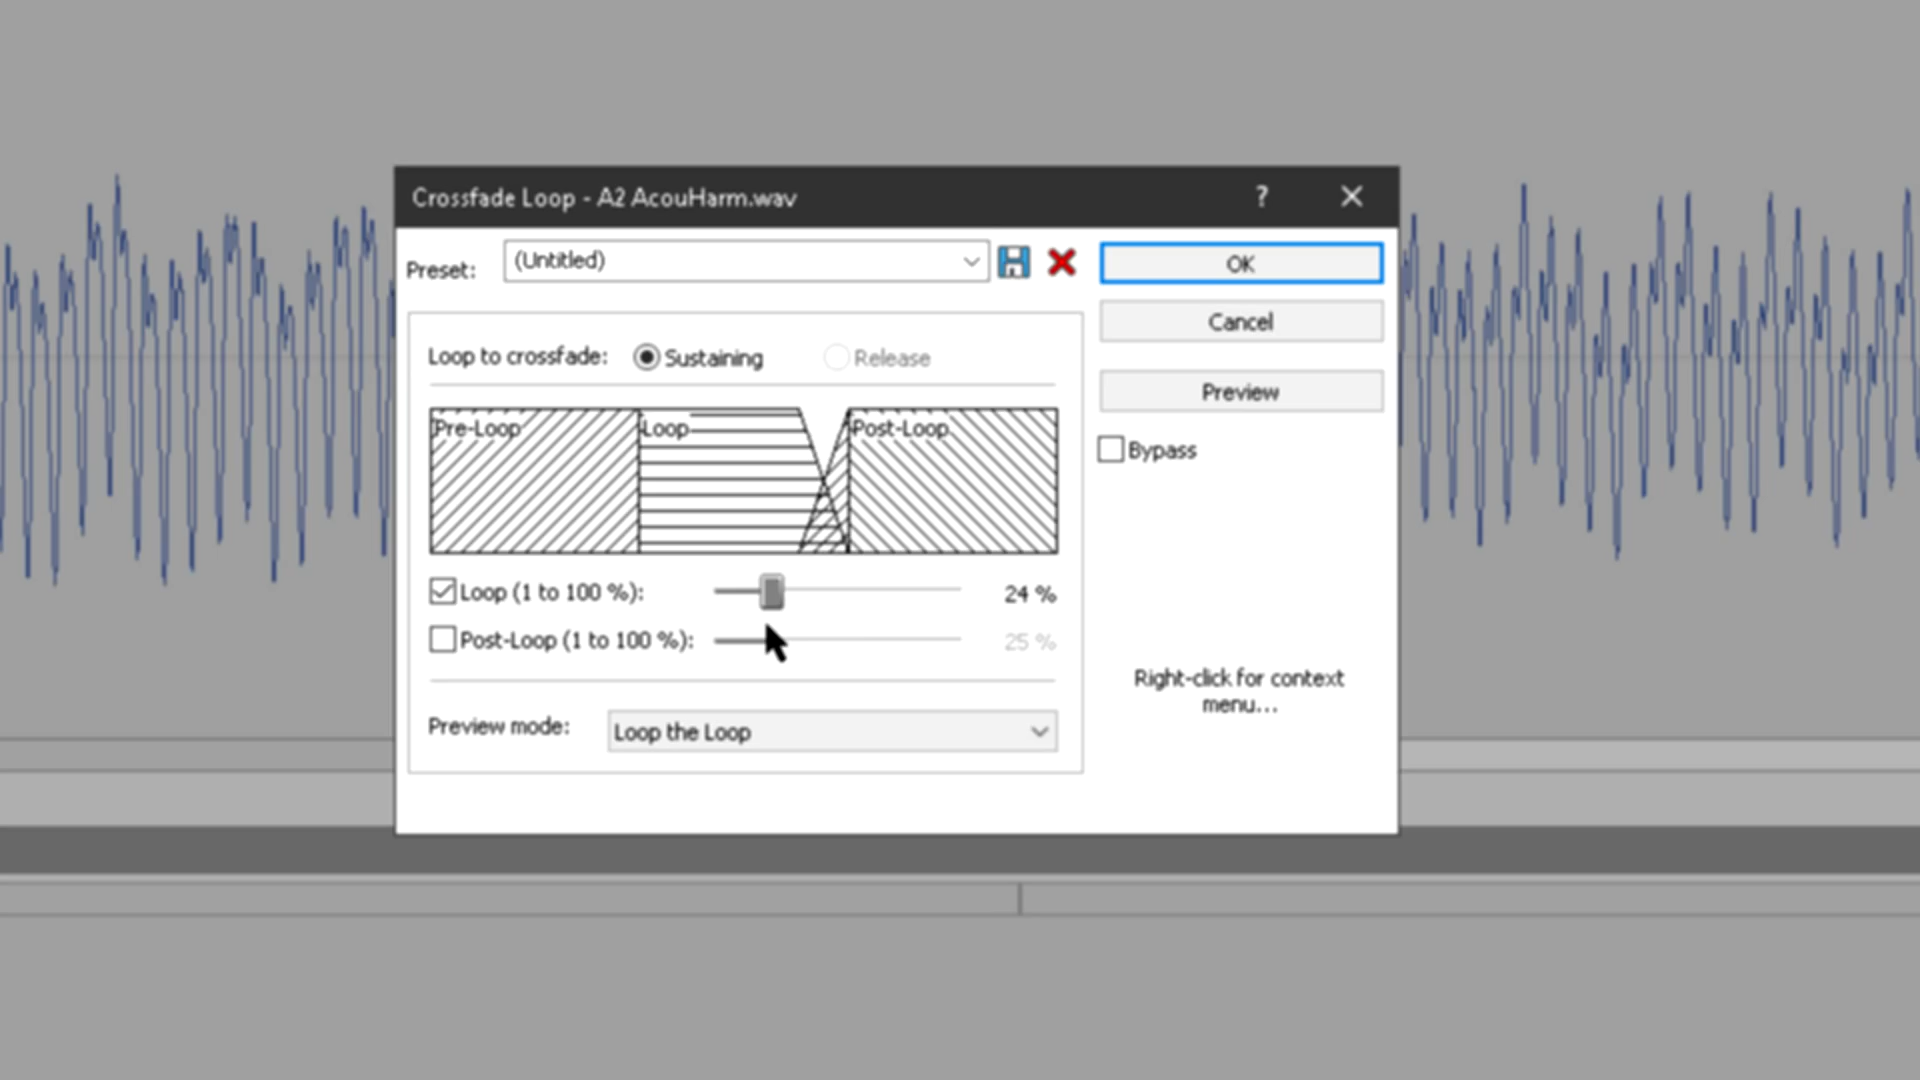 Crossfade Loop - A2 AcouHarm.wav ?
Preset: (Untitled)
OK
Cancel
Loop to crossfade: Sustaining Release
Preview
Pre-Loop Loop Post-Loop
Bypass
Loop (1 to 100 %): 24 %
Post-Loop (1 to 100 %): 25 %
Right-click for context
menu...
Preview mode: Loop the Loop